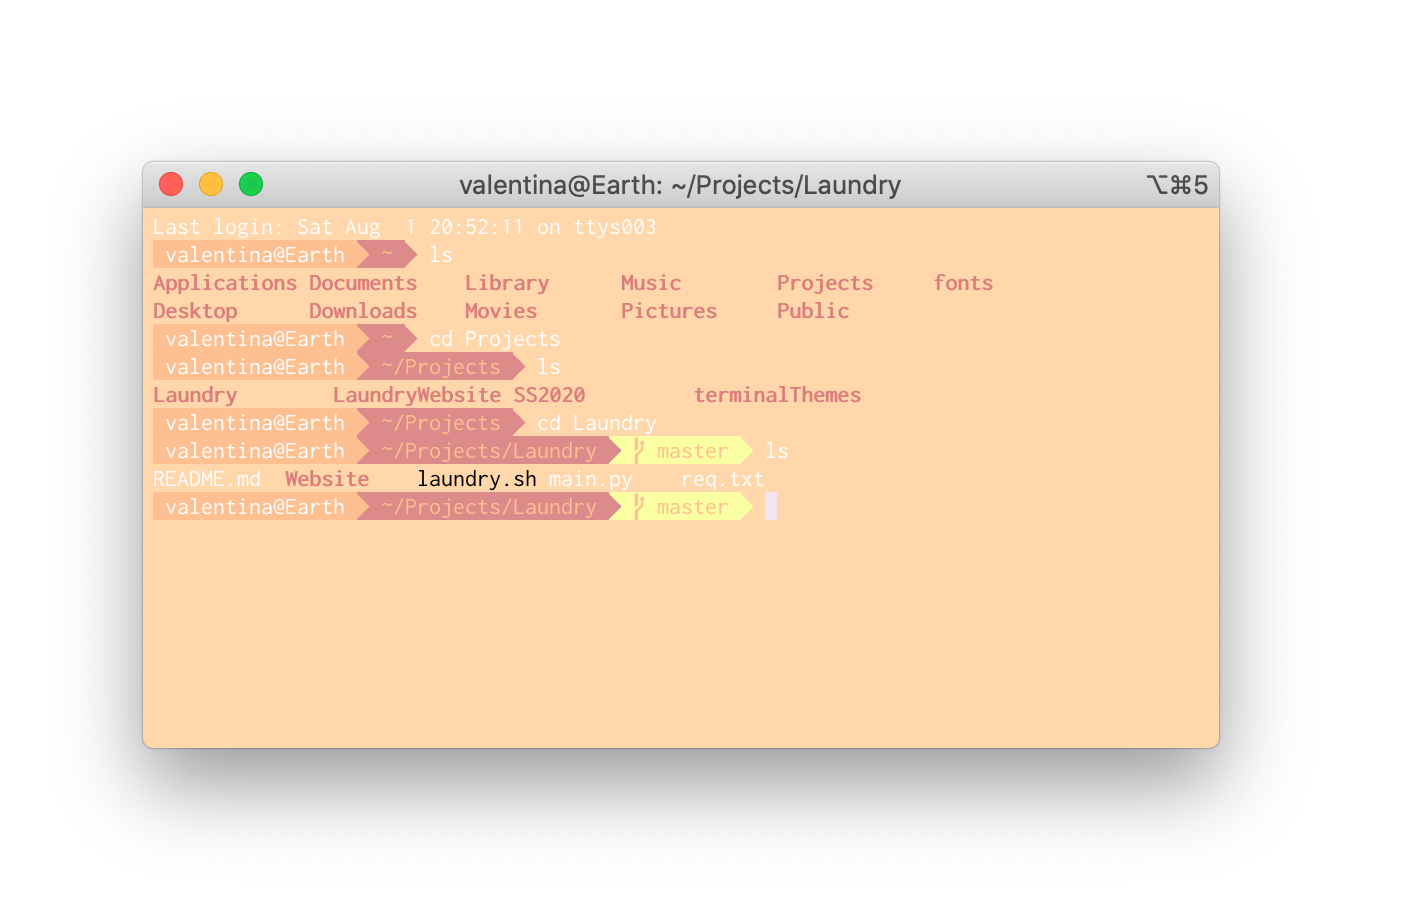 valentina@Earth: ~/Projects/Laundry ⌥⌘5
Last login: Sat Aug  1 20:52:11 on ttys003
valentina@Earth ~ ls
Applications Documents Library Music Projects fonts
Desktop Downloads Movies Pictures Public
valentina@Earth ~ cd Projects
valentina@Earth ~/Projects ls
Laundry LaundryWebsite SS2020 terminalThemes
valentina@Earth ~/Projects cd Laundry
valentina@Earth ~/Projects/Laundry master ls
README.md Website laundry.sh main.py req.txt
valentina@Earth ~/Projects/Laundry master